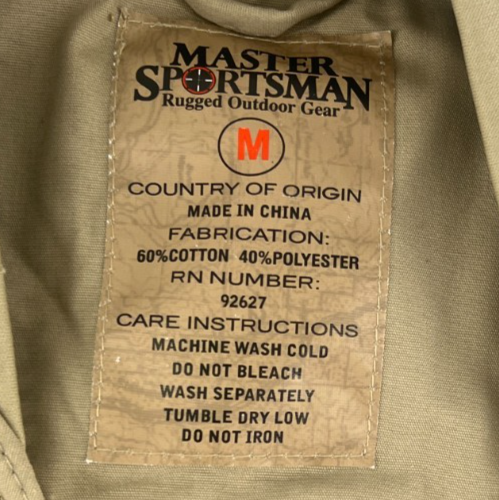 MASTER
SPORTSMAN
Rugged Outdoor Gear
M
COUNTRY OF ORIGIN
MADE IN CHINA
FABRICATION:
60%COTTON 40%POLYESTER
RN NUMBER:
92627
CARE INSTRUCTIONS
MACHINE WASH COLD
DO NOT BLEACH
WASH SEPARATELY
TUMBLE DRY LOW
DO NOT IRON